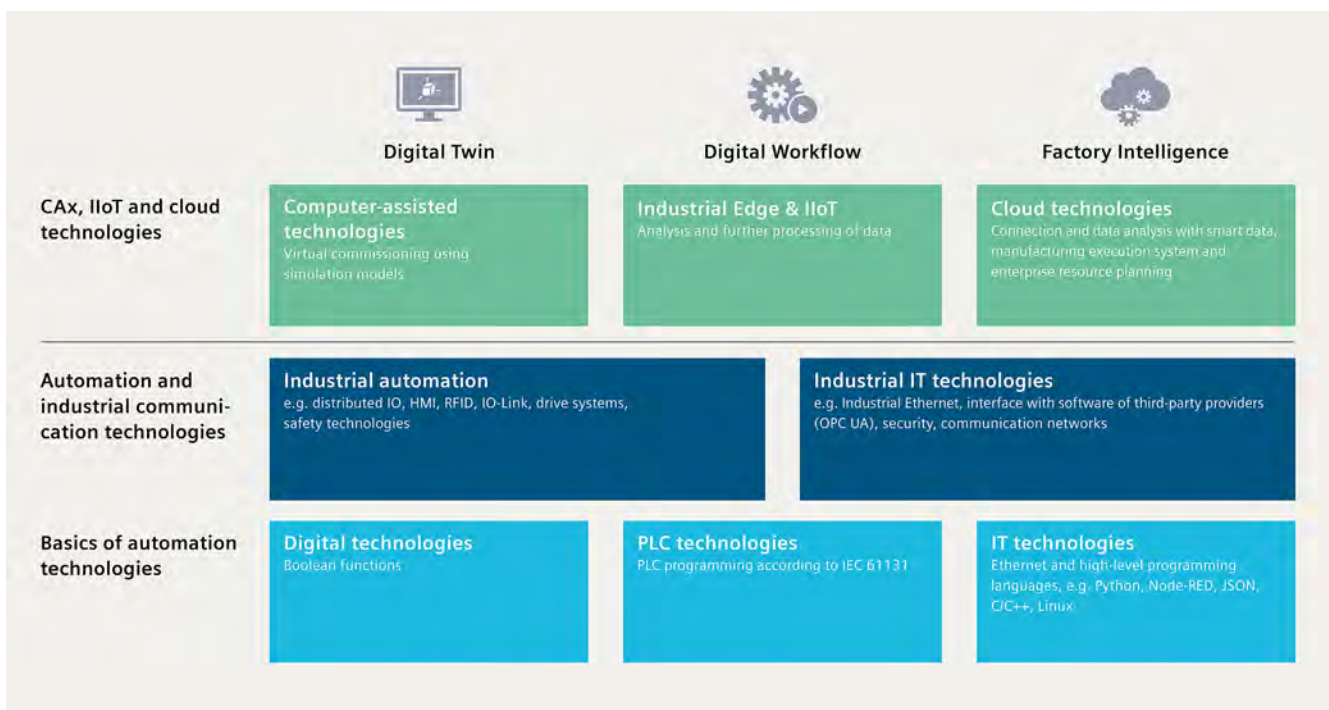 Digital Twin
Digital Workflow
Factory Intelligence
CAx, IIoT and cloud
technologies
Computer-assisted
technologies
Virtual commissioning using
simulation models
Industrial Edge & IIoT
Analysis and further processing of data
Cloud technologies
Connection and data analysis with smart data,
manufacturing execution system and
enterprise resource planning
Automation and
industrial communi-
cation technologies
Industrial automation
e.g. distributed IO, HMI, RFID, IO-Link, drive systems,
safety technologies
Industrial IT technologies
e.g. Industrial Ethernet, interface with software of third-party providers
(OPC UA), security, communication networks
Basics of automation
technologies
Digital technologies
Boolean functions
PLC technologies
PLC programming according to IEC 61131
IT technologies
Ethernet and high-level programming
languages, e.g. Python, Node-RED, JSON,
C/C++, Linux